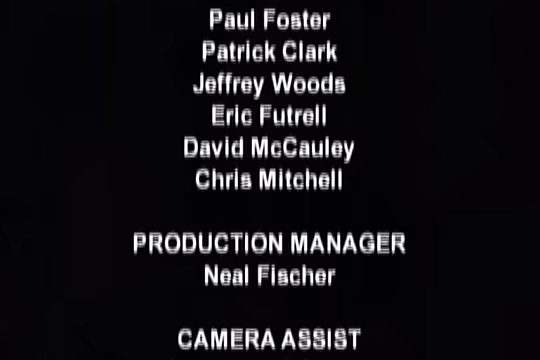 Paul Foster
Patrick Clark
Jeffrey Woods
Eric Futrell
David McCauley
Chris Mitchell
PRODUCTION MANAGER
Neal Fischer
CAMERA ASSIST